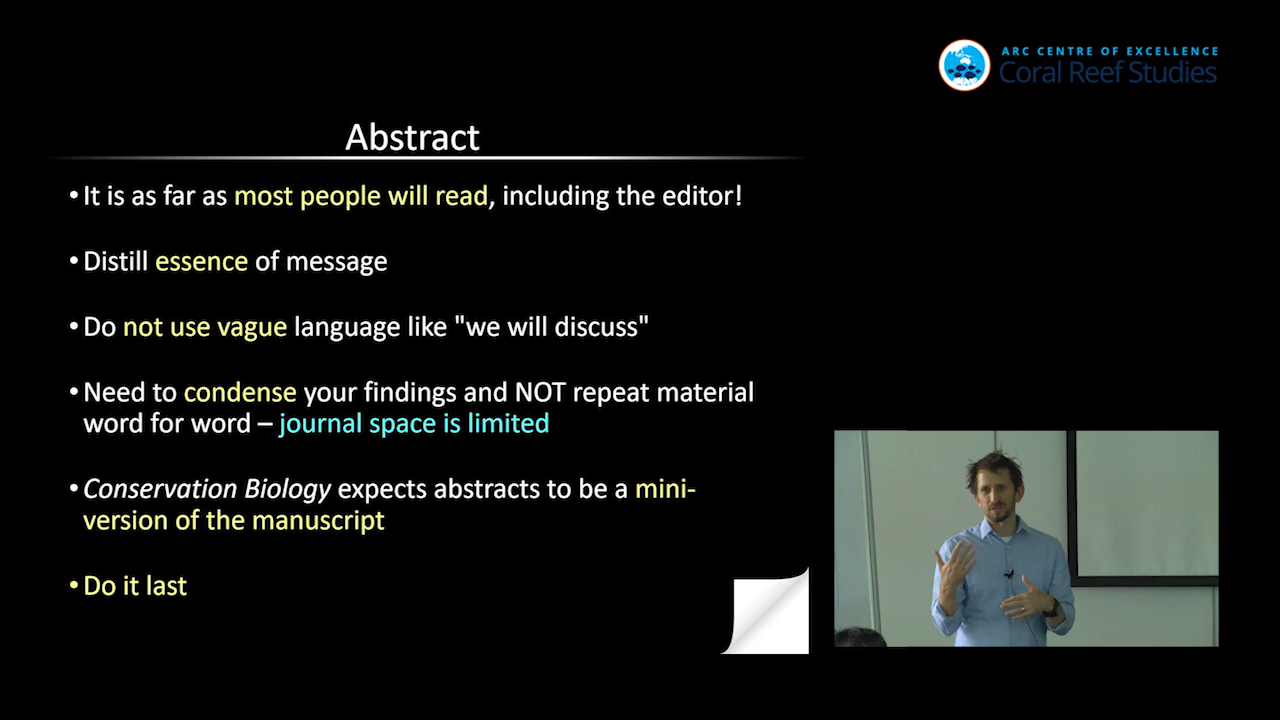 ARC CENTRE OF EXCELLENCE
Coral Reef Studies
Abstract
• It is as far as most people will read, including the editor!
• Distill essence of message
• Do not use vague language like "we will discuss"
• Need to condense your findings and NOT repeat material
word for word – journal space is limited
• Conservation Biology expects abstracts to be a mini-
version of the manuscript
• Do it last